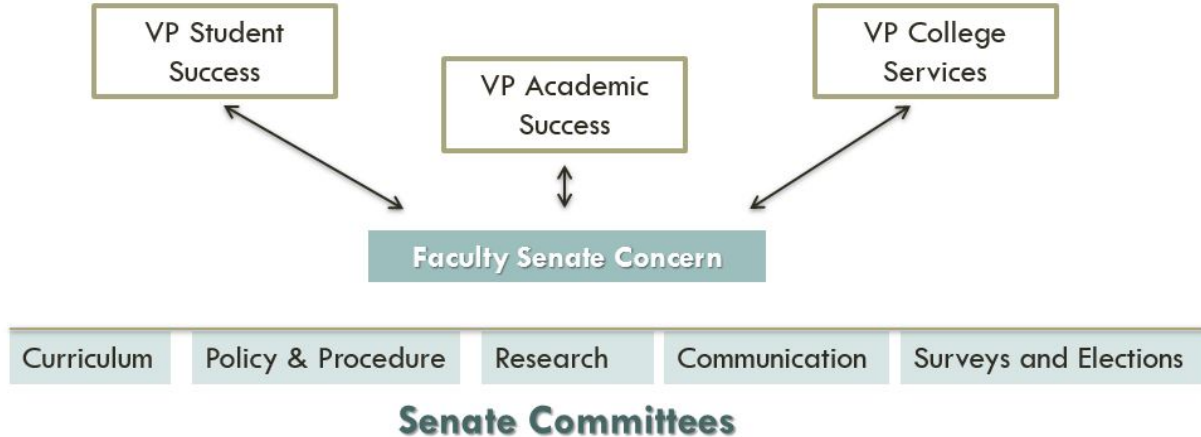 VP Student
Success
VP Academic
Success
VP College
Services
Faculty Senate Concern
Curriculum
Policy & Procedure
Research
Communication
Surveys and Elections
Senate Committees